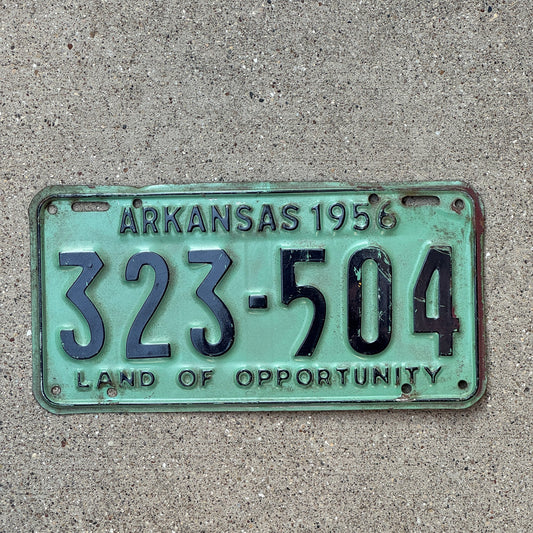 ARKANSAS 1956
323-504
LAND OF OPPORTUNITY